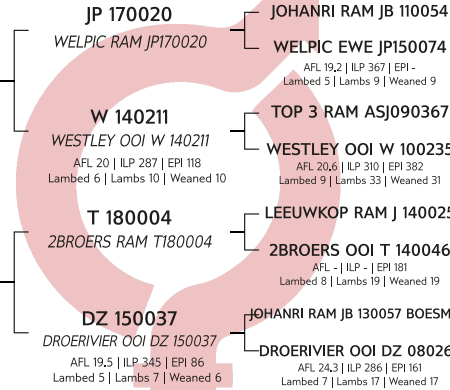 JP 170020
WELPIC RAM JP170020
W 140211
WESTLEY OOI W 140211
AFL 20 | ILP 287 | EPI 118
Lambed 6 | Lambs 10 | Weaned 10
T 180004
2BROERS RAM T180004
DZ 150037
DROERIVIER OOI DZ 150037
AFL 19.5 | ILP 345 | EPI 86
Lambed 5 | Lambs 7 | Weaned 6
JOHANRI RAM JB 110054
WELPIC EWE JP150074
AFL 19.2 | ILP 367 | EPI -
Lambed 5 | Lambs 9 | Weaned 9
TOP 3 RAM ASJ090367
WESTLEY OOI W 100235
AFL 20.6 | ILP 310 | EPI 382
Lambed 9 | Lambs 33 | Weaned 31
LEEUWKOP RAM J 140025
2BROERS OOI T 140046
AFL - | ILP - | EPI 181
Lambed 8 | Lambs 19 | Weaned 19
JOHANRI RAM JB 130057 BOESM
DROERIVIER OOI DZ 08026
AFL 24.3 | ILP 286 | EPI 161
Lambed 7 | Lambs 17 | Weaned 17